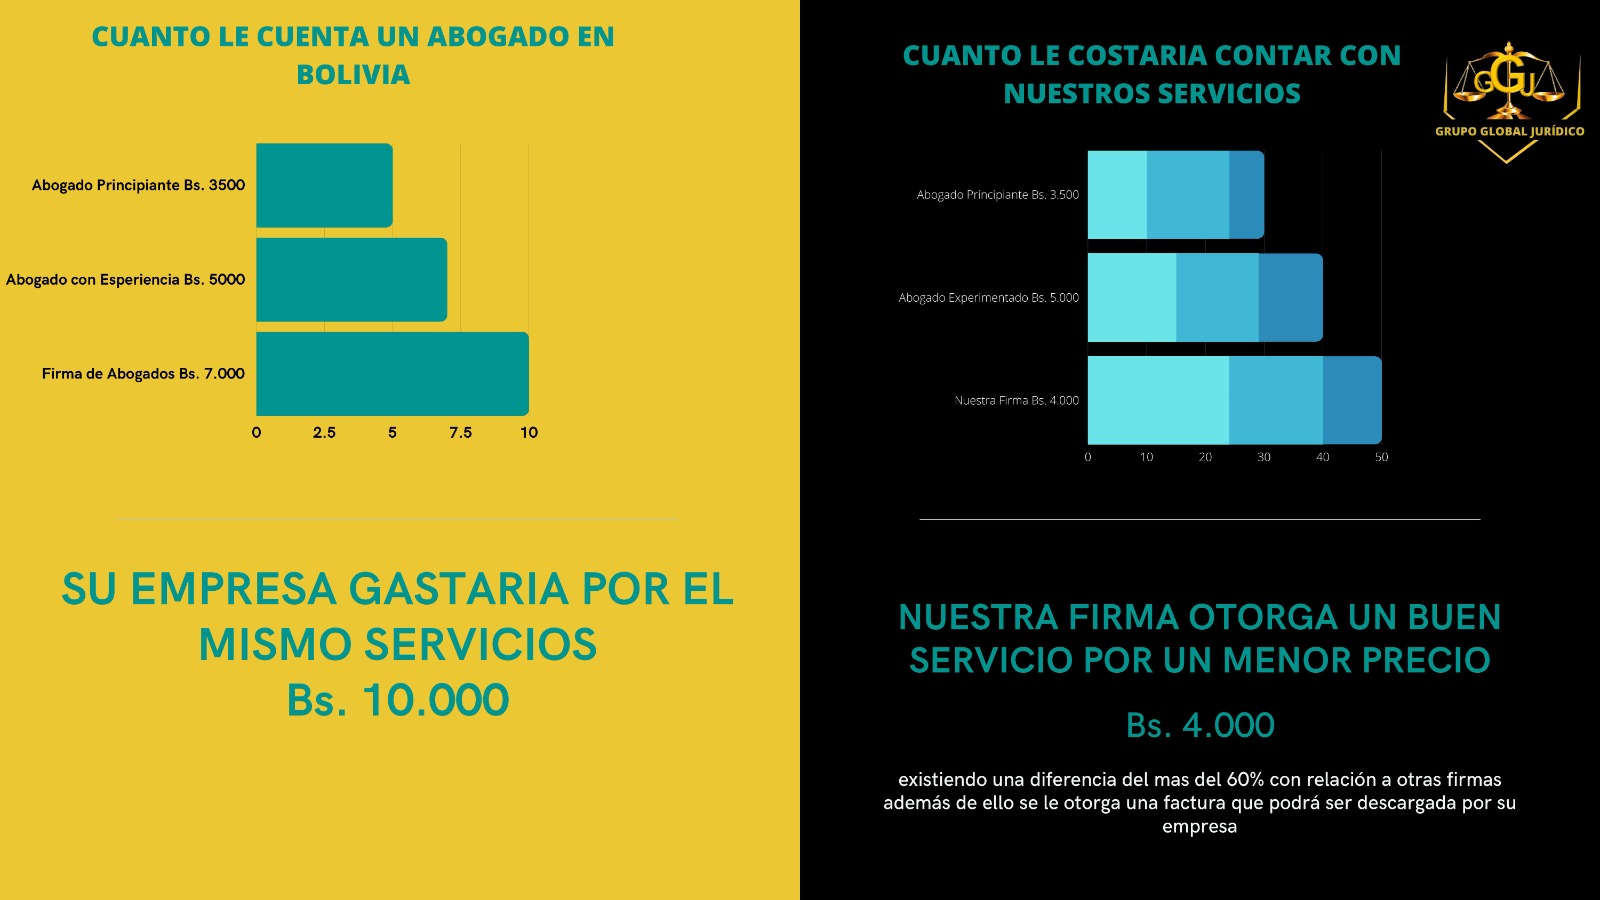 CUANTO LE CUENTA UN ABOGADO EN
BOLIVIA
Abogado Principiante Bs. 3500
Abogado con Esperiencia Bs. 5000
Firma de Abogados Bs. 7.000
0 2.5 5 7.5 10
SU EMPRESA GASTARIA POR EL
MISMO SERVICIOS
Bs. 10.000
CUANTO LE COSTARIA CONTAR CON
NUESTROS SERVICIOS
GGJ
GRUPO GLOBAL JURÍDICO
Abogado Principiante Bs. 3.500
Abogado Experimentado Bs. 5.000
Nuestra Firma Bs. 4.000
0 10 20 30 40 50
NUESTRA FIRMA OTORGA UN BUEN
SERVICIO POR UN MENOR PRECIO
Bs. 4.000
existiendo una diferencia del mas del 60% con relación a otras firmas
además de ello se le otorga una factura que podrá ser descargada por su
empresa